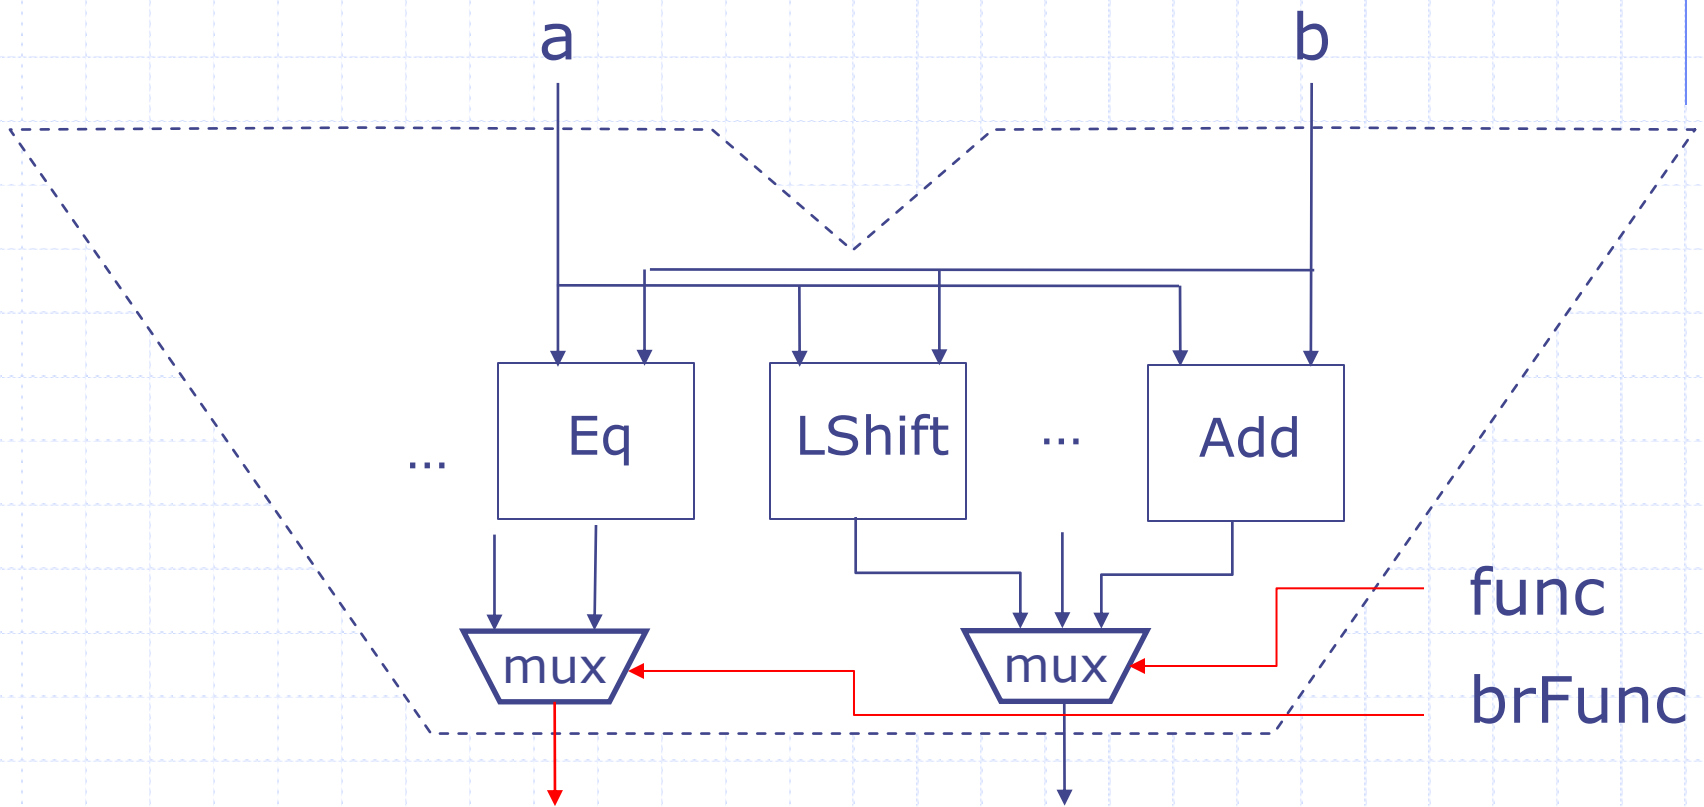 a
b
Eq
LShift
...
Add
...
func
mux
mux
brFunc